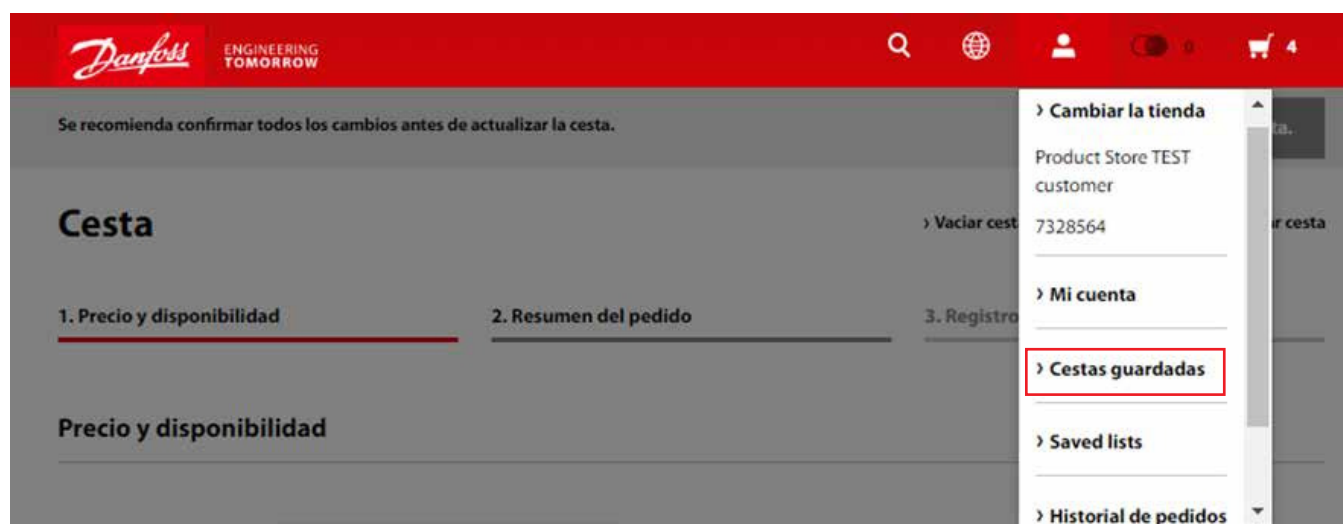 Danfoss
ENGINEERING
TOMORROW
0
4
Se recomienda confirmar todos los cambios antes de actualizar la cesta.
ta.
› Cambiar la tienda
Product Store TEST
customer
7328564
Cesta
› Vaciar cest
r cesta
› Mi cuenta
1. Precio y disponibilidad
2. Resumen del pedido
3. Registro
› Cestas guardadas
Precio y disponibilidad
› Saved lists
› Historial de pedidos